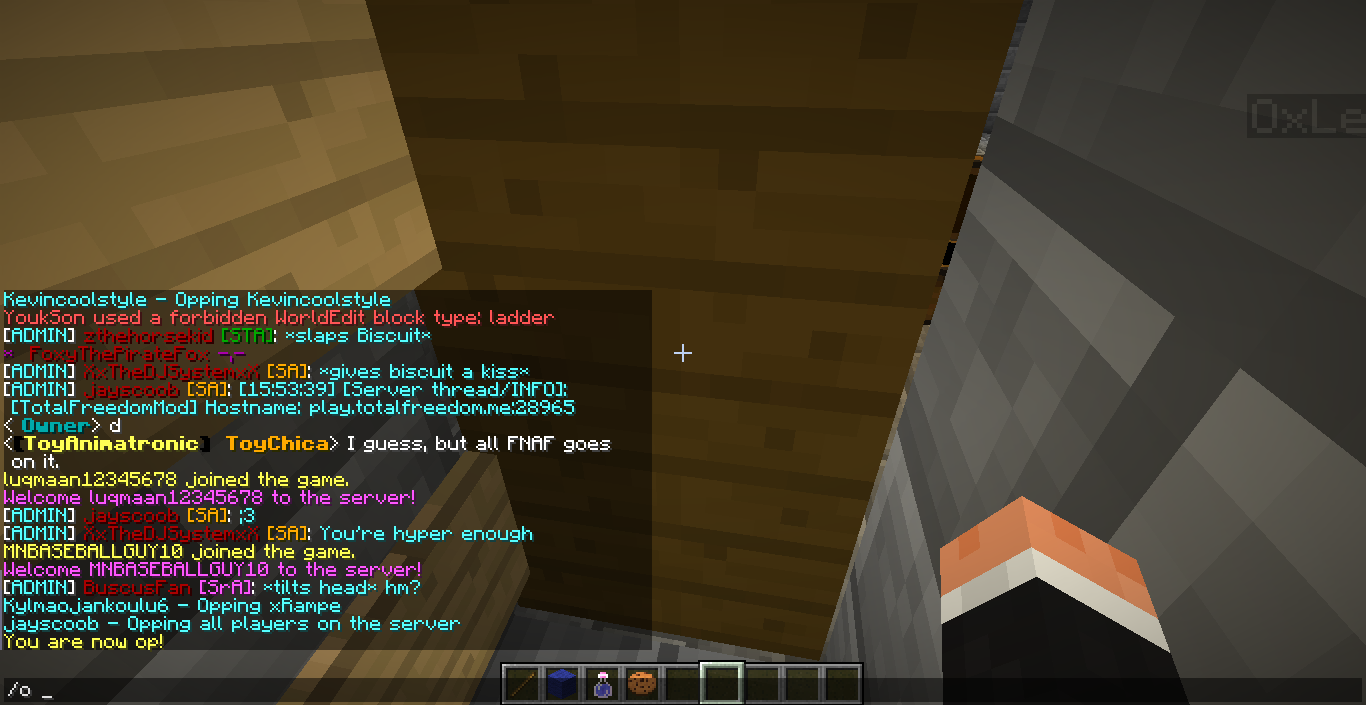 OxLe
Kevincoolstyle - Opping Kevincoolstyle
YoukSon used a forbidden WorldEdit block type: ladder
[ADMIN] zthehorsekid [STA]: *slaps Biscuit*
* FoxyThePirateFox -,-
[ADMIN] XxTheDJSystemxX [SA]: *gives biscuit a kiss*
[ADMIN] jayscoob [SA]: [15:53:39] [Server thread/INFO]:
[TotalFreedomMod] Hostname: play.totalfreedom.me:28965
< Owner> d
<[ToyAnimatronic] ToyChica> I guess, but all FNAF goes
on it.
luqmaan12345678 joined the game.
Welcome luqmaan12345678 to the server!
[ADMIN] jayscoob [SA]: ;3
[ADMIN] XxTheDJSystemxX [SA]: You're hyper enough
MNBASEBALLGUY10 joined the game.
Welcome MNBASEBALLGUY10 to the server!
[ADMIN] BuscusFan [SrA]: *tilts head* hm?
Kylmaojankoulu6 - Opping xRampe
jayscoob - Opping all players on the server
You are now op!
/o _